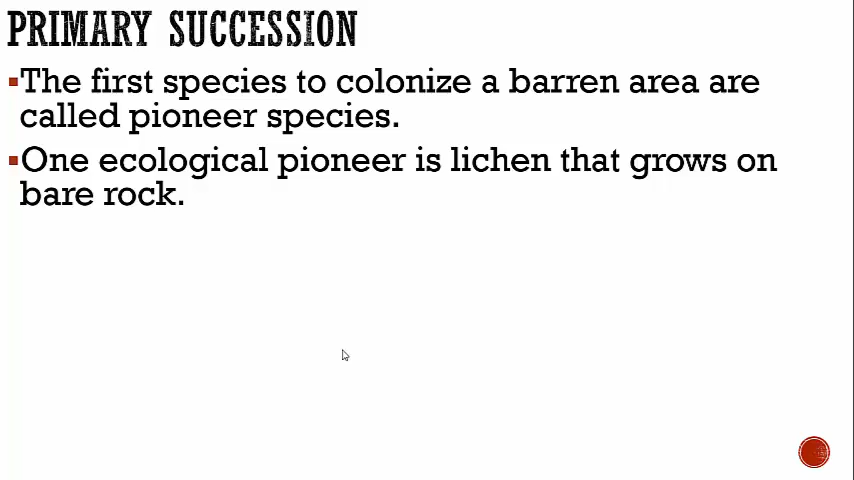 PRIMARY SUCCESSION
▪The first species to colonize a barren area are
called pioneer species.
▪One ecological pioneer is lichen that grows on
bare rock.